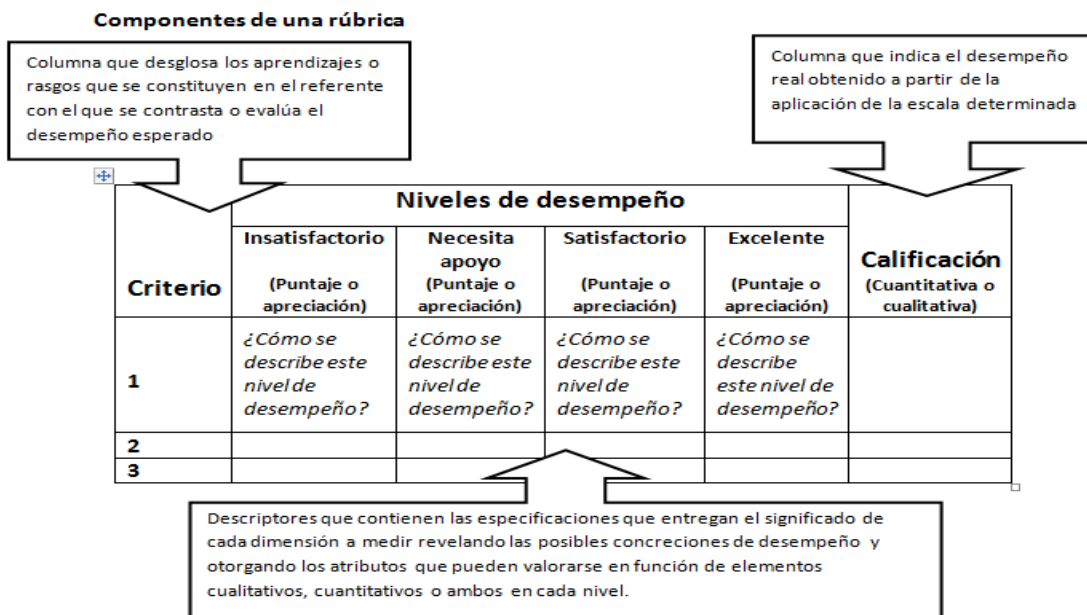 Componentes de una rúbrica
Columna que desglosa los aprendizajes o
rasgos que se constituyen en el referente
con el que se contrasta o evalúa el
desempeño esperado
Columna que indica el desempeño
real obtenido a partir de la
aplicación de la escala determinada
Criterio
Niveles de desempeño
Insatisfactorio
(Puntaje o
apreciación)
Necesita
apoyo
(Puntaje o
apreciación)
Satisfactorio
(Puntaje o
apreciación)
Excelente
(Puntaje o
apreciación)
Calificación
(Cuantitativa o
cualitativa)
1
¿Cómo se
describe este
nivel de
desempeño?
¿Cómo se
describe este
nivel de
desempeño?
¿Cómo se
describe este
nivel de
desempeño?
¿Cómo se
describe
este nivel de
desempeño?
2
3
Descriptores que contienen las especificaciones que entregan el significado de
cada dimensión a medir revelando las posibles concreciones de desempeño y
otorgando los atributos que pueden valorarse en función de elementos
cualitativos, cuantitativos o ambos en cada nivel.